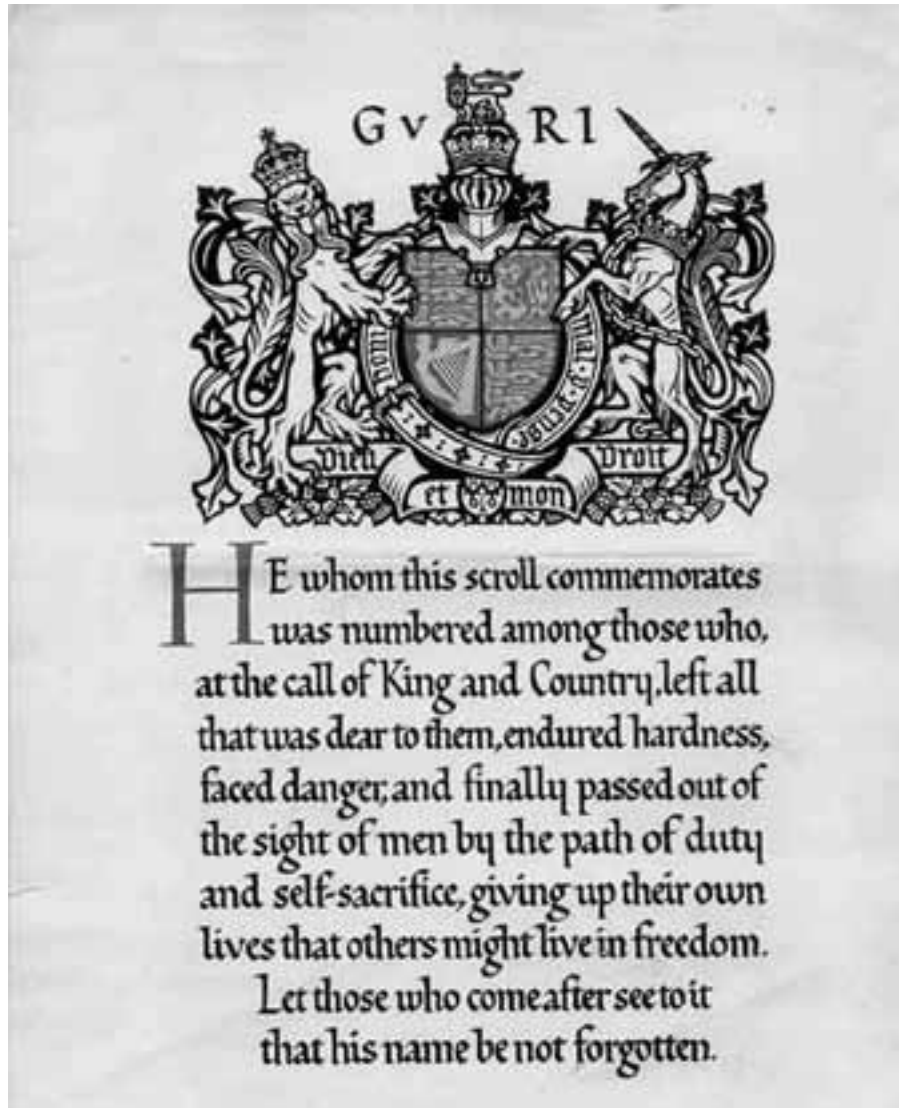 G V R I
mal · y · pense ·
Dieu Droit
et mon
HE whom this scroll commemorates
was numbered among those who,
at the call of King and Country, left all
that was dear to them, endured hardness,
faced danger, and finally passed out of
the sight of men by the path of duty
and self-sacrifice, giving up their own
lives that others might live in freedom.
Let those who come after see to it
that his name be not forgotten.